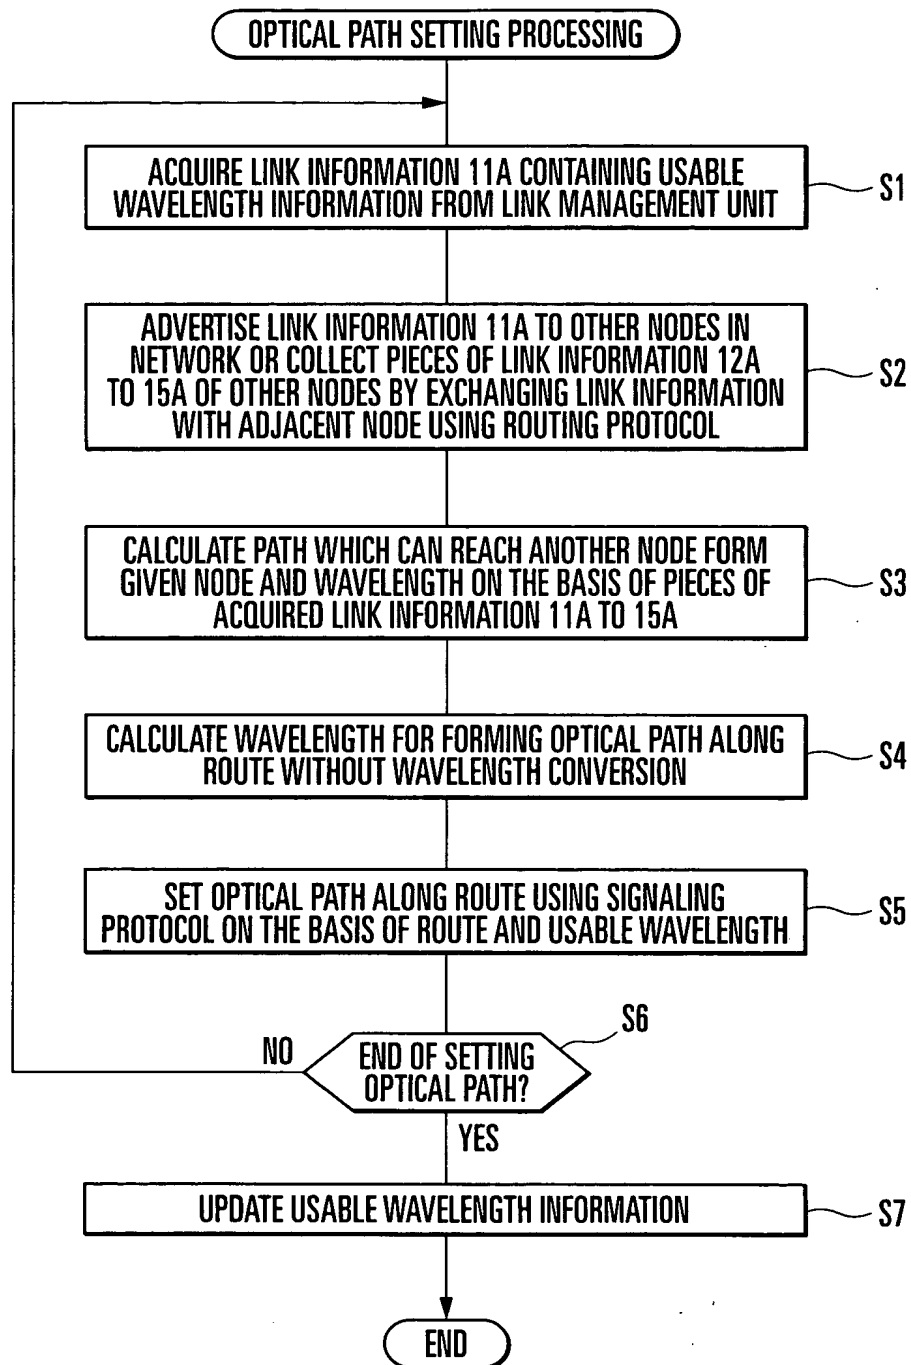 OPTICAL PATH SETTING PROCESSING
ACQUIRE LINK INFORMATION 11A CONTAINING USABLE
WAVELENGTH INFORMATION FROM LINK MANAGEMENT UNIT
S1
ADVERTISE LINK INFORMATION 11A TO OTHER NODES IN
NETWORK OR COLLECT PIECES OF LINK INFORMATION 12A
TO 15A OF OTHER NODES BY EXCHANGING LINK INFORMATION
WITH ADJACENT NODE USING ROUTING PROTOCOL
S2
CALCULATE PATH WHICH CAN REACH ANOTHER NODE FORM
GIVEN NODE AND WAVELENGTH ON THE BASIS OF PIECES OF
ACQUIRED LINK INFORMATION 11A TO 15A
S3
CALCULATE WAVELENGTH FOR FORMING OPTICAL PATH ALONG
ROUTE WITHOUT WAVELENGTH CONVERSION
S4
SET OPTICAL PATH ALONG ROUTE USING SIGNALING
PROTOCOL ON THE BASIS OF ROUTE AND USABLE WAVELENGTH
S5
S6
NO
END OF SETTING
OPTICAL PATH?
YES
UPDATE USABLE WAVELENGTH INFORMATION
S7
END